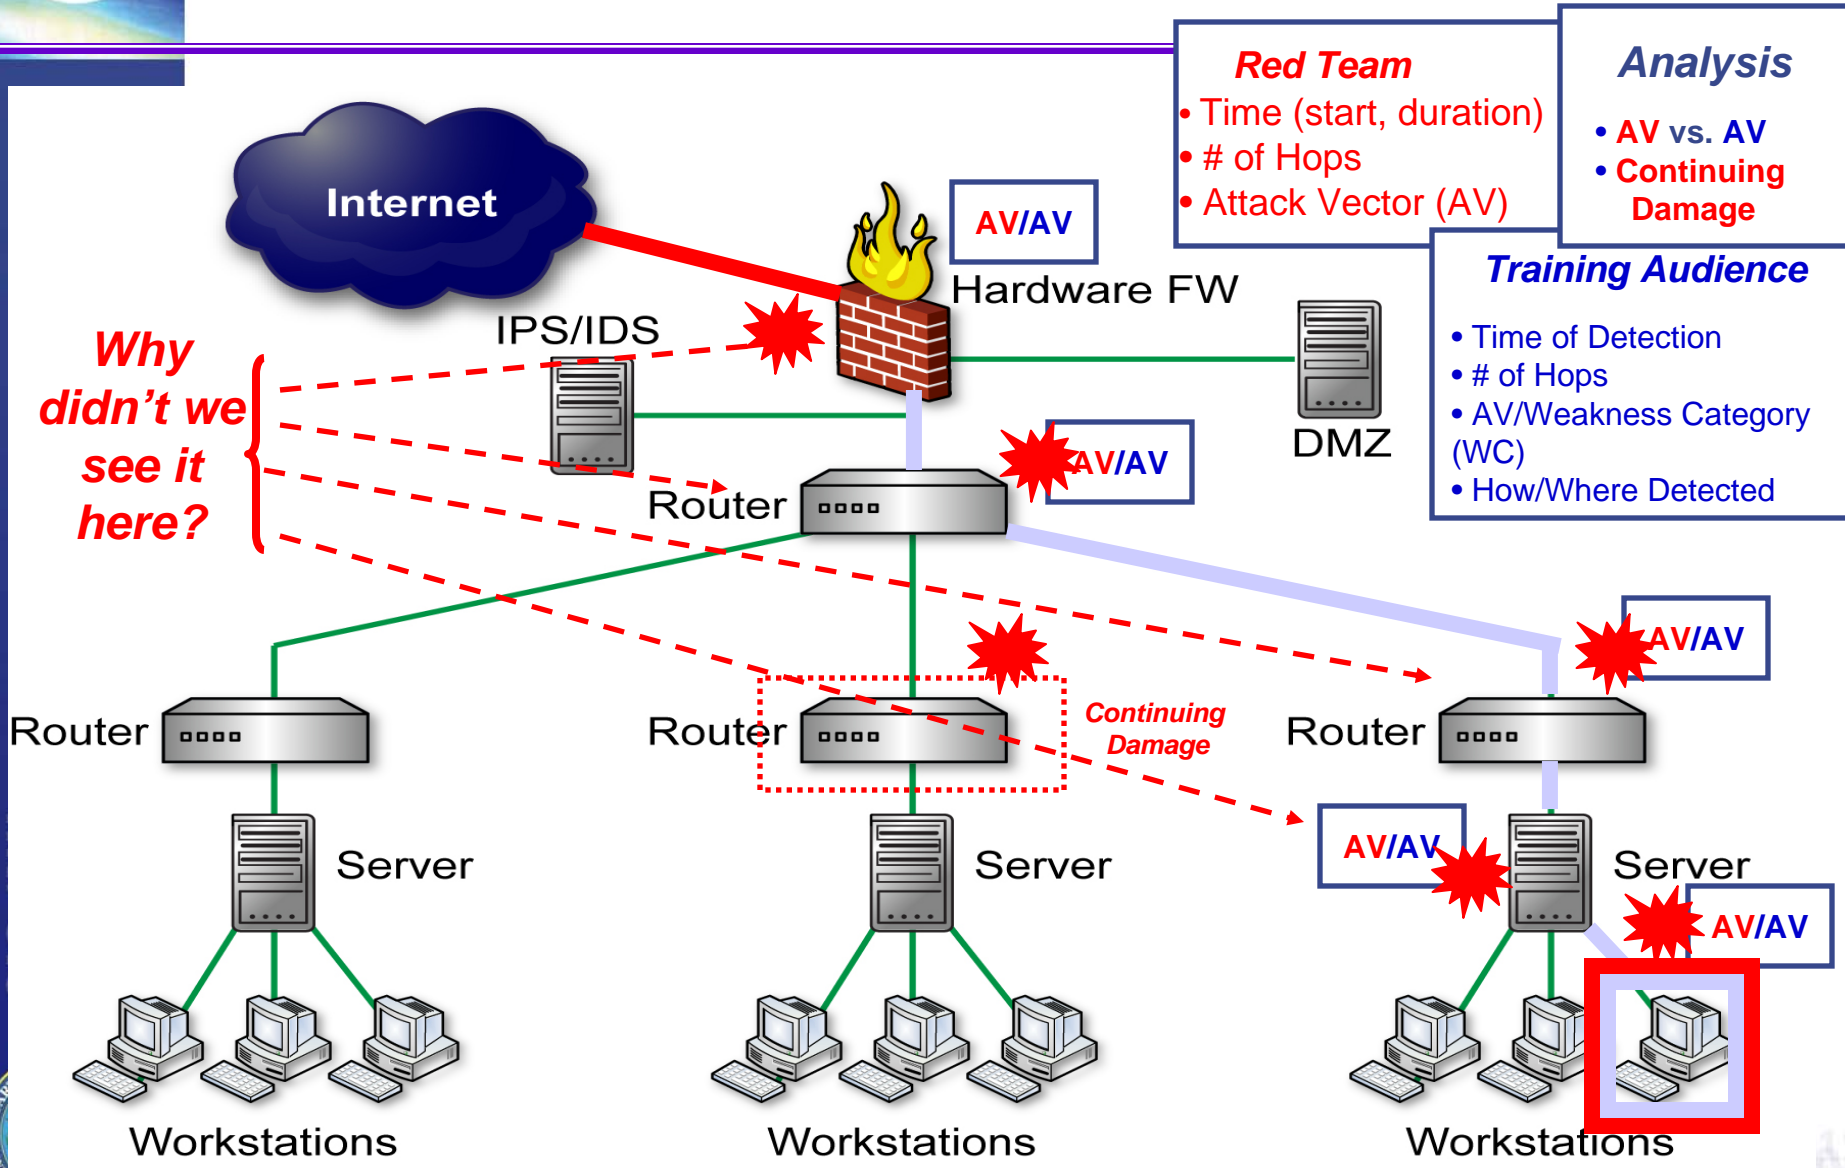 Red Team
• Time (start, duration)
• # of Hops
• Attack Vector (AV)
Analysis
• AV vs. AV
• Continuing
Damage
Training Audience
• Time of Detection
• # of Hops
• AV/Weakness Category
(WC)
• How/Where Detected
Internet
AV/AV
Hardware FW
IPS/IDS
DMZ
Why
didn’t we
see it
here?
AV/AV
Router
AV/AV
Router
Router
Continuing
Damage
Router
AV/AV
Server
Server
Server
AV/AV
Workstations
Workstations
Workstations